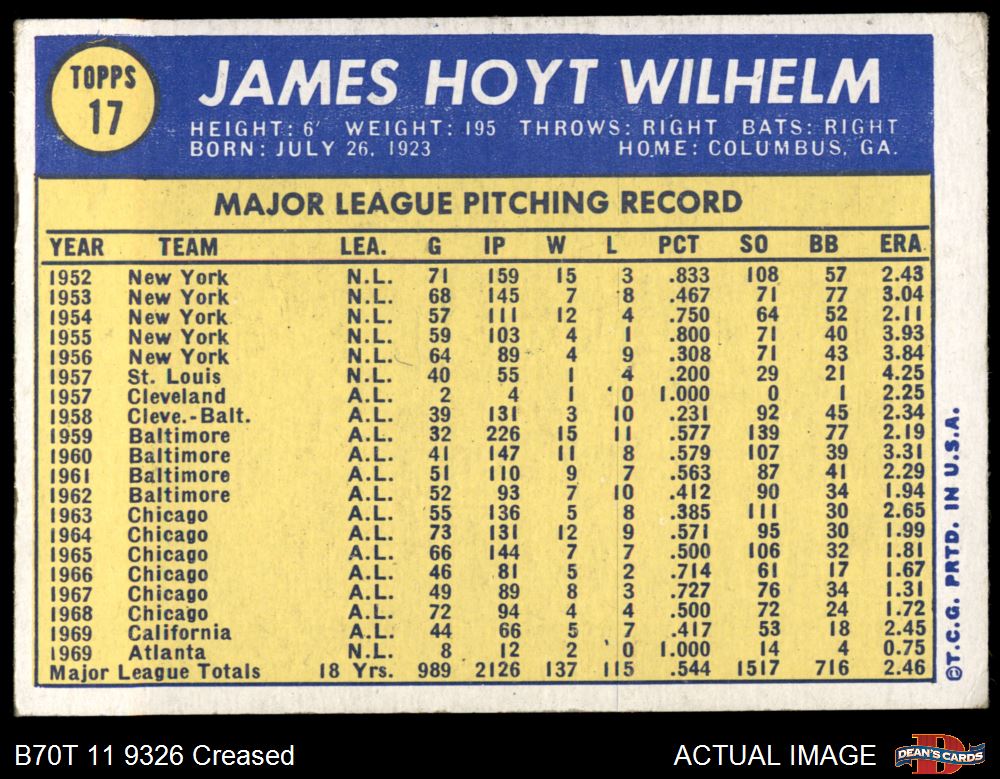 TOPPS
17
JAMES HOYT WILHELM
HEIGHT: 6' WEIGHT: 195 THROWS: RIGHT BATS: RIGHT
BORN: JULY 26, 1923 HOME: COLUMBUS, GA.
MAJOR LEAGUE PITCHING RECORD
YEAR TEAM LEA. G IP W L PCT SO BB ERA
1952 New York N.L. 71 159 15 3 .833 108 57 2.43
1953 New York N.L. 68 145 7 8 .467 71 77 3.04
1954 New York N.L. 57 111 12 4 .750 64 52 2.11
1955 New York N.L. 59 103 4 1 .800 71 40 3.93
1956 New York N.L. 64 89 4 9 .308 71 43 3.84
1957 St. Louis N.L. 40 55 1 4 .200 29 21 4.25
1957 Cleveland A.L. 2 4 1 0 1.000 0 1 2.25
1958 Cleve.-Balt. A.L. 39 131 3 10 .231 92 45 2.34
1959 Baltimore A.L. 32 226 15 11 .577 139 77 2.19
1960 Baltimore A.L. 41 147 11 8 .579 107 39 3.31
1961 Baltimore A.L. 51 110 9 7 .563 87 41 2.29
1962 Baltimore A.L. 52 93 7 10 .412 90 34 1.94
1963 Chicago A.L. 55 136 5 8 .385 111 30 2.65
1964 Chicago A.L. 73 131 12 9 .571 95 30 1.99
1965 Chicago A.L. 66 144 7 7 .500 106 32 1.81
1966 Chicago A.L. 46 81 5 2 .714 61 17 1.67
1967 Chicago A.L. 49 89 8 3 .727 76 34 1.31
1968 Chicago A.L. 72 94 4 4 .500 72 24 1.72
1969 California A.L. 44 66 5 7 .417 53 18 2.45
1969 Atlanta N.L. 8 12 2 0 1.000 14 4 0.75
Major League Totals 18 Yrs. 989 2126 137 115 .544 1517 716 2.46
©T.C.G. PRTD. IN U.S.A.
B70T 11 9326 Creased ACTUAL IMAGE
DEAN'S CARDS